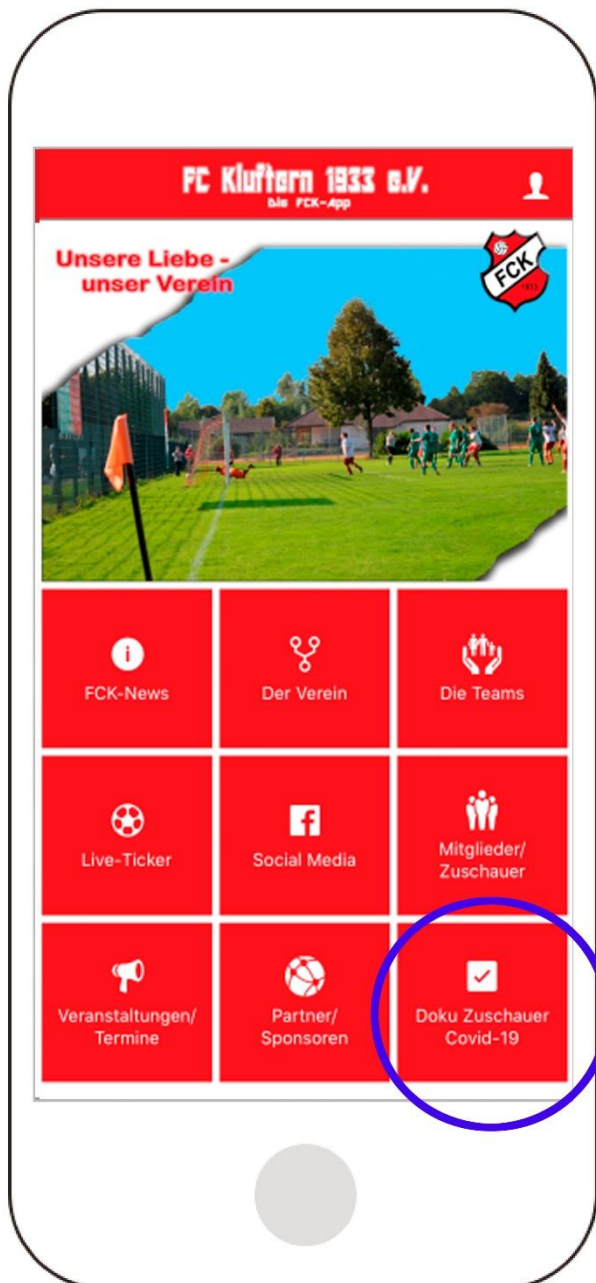 FC Kluftern 1933 e.V.
Die FCK-App
Unsere Liebe -
unser Verein
FCK
1933
FCK-News
Der Verein
Die Teams
Live-Ticker
Social Media
Mitglieder/
Zuschauer
Veranstaltungen/
Termine
Partner/
Sponsoren
Doku Zuschauer
Covid-19